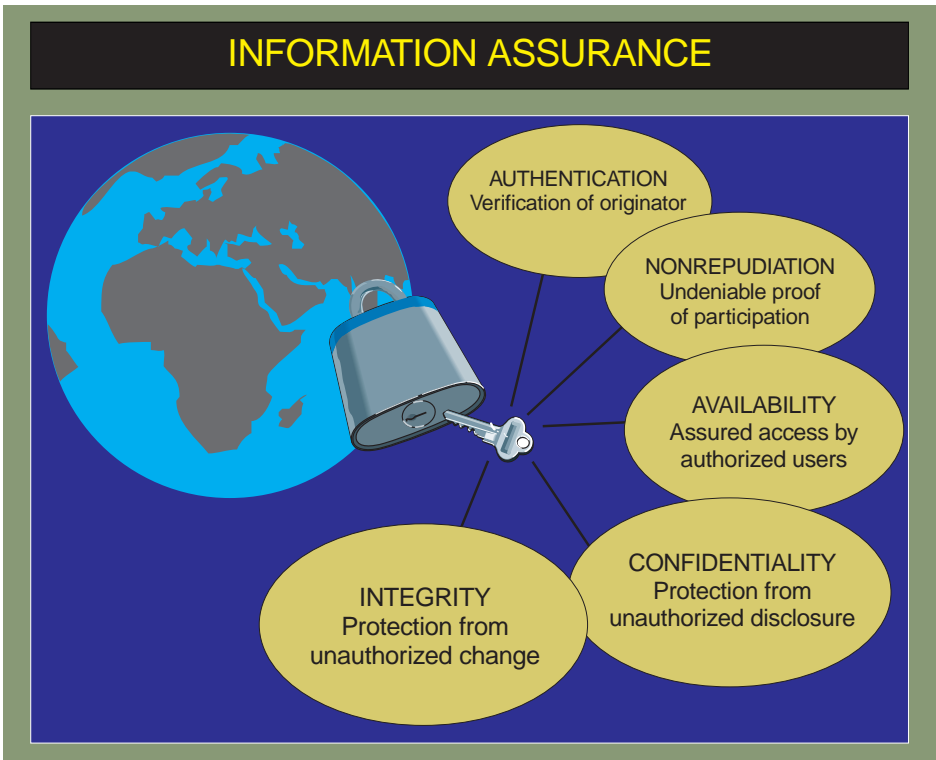 INFORMATION ASSURANCE
AUTHENTICATION
Verification of originator
NONREPUDIATION
Undeniable proof
of participation
AVAILABILITY
Assured access by
authorized users
CONFIDENTIALITY
Protection from
unauthorized disclosure
INTEGRITY
Protection from
unauthorized change